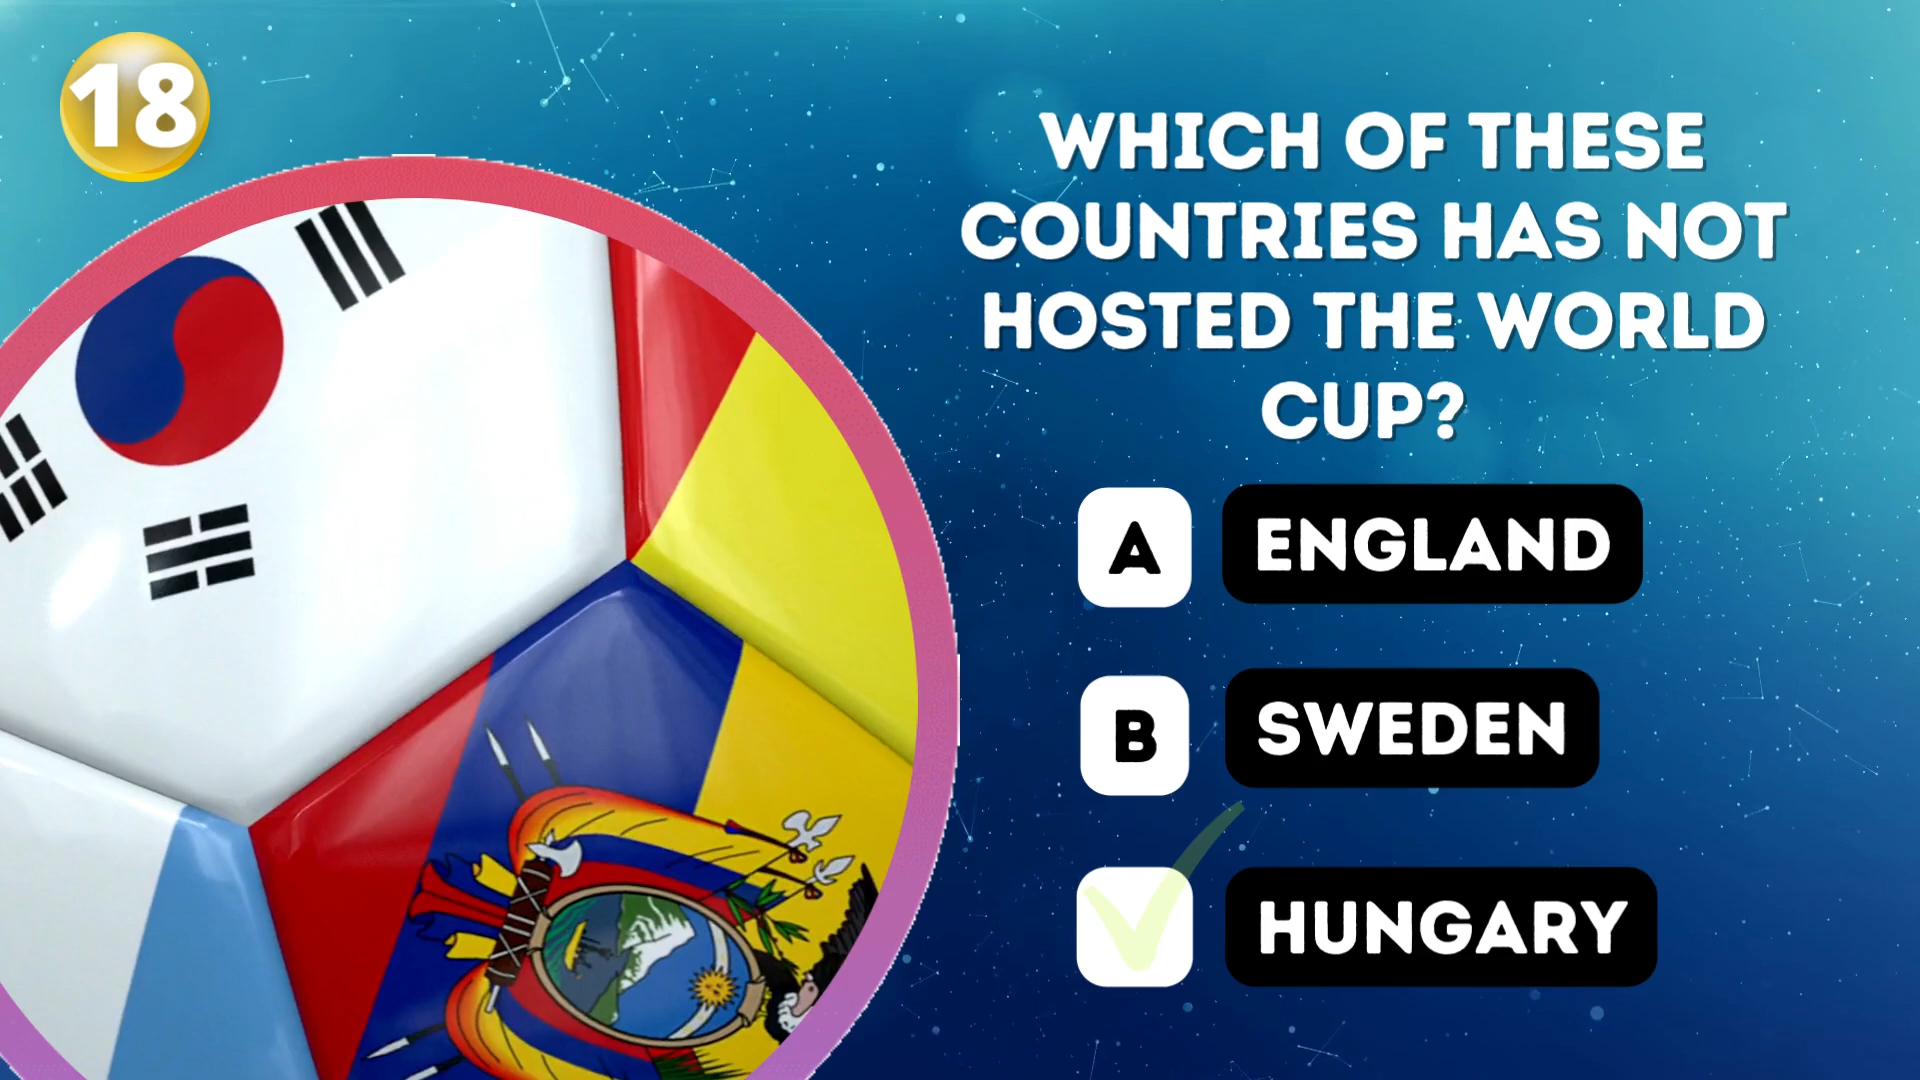 18
WHICH OF THESE
COUNTRIES HAS NOT
HOSTED THE WORLD
CUP?
A ENGLAND
B SWEDEN
HUNGARY